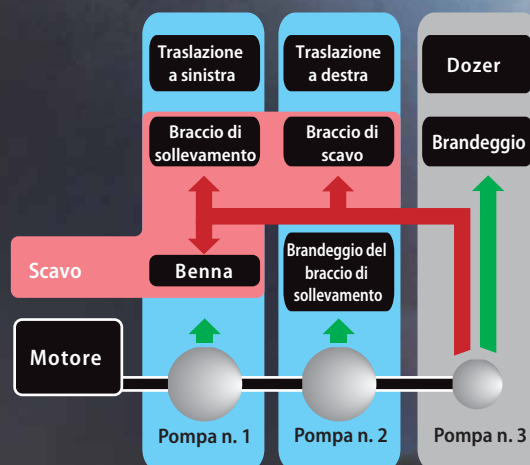 Traslazione
a sinistra
Traslazione
a destra
Dozer
Braccio di
sollevamento
Braccio di
scavo
Brandeggio
Scavo
Benna
Brandeggio del
braccio di
sollevamento
Motore
Pompa n. 1
Pompa n. 2
Pompa n. 3